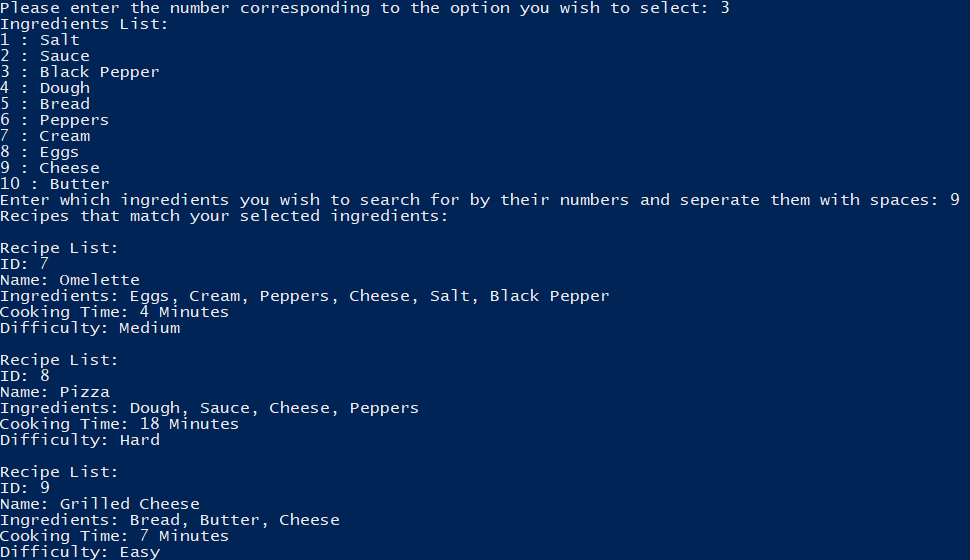 Please enter the number corresponding to the option you wish to select: 3
Ingredients List:
1 : Salt
2 : Sauce
3 : Black Pepper
4 : Dough
5 : Bread
6 : Peppers
7 : Cream
8 : Eggs
9 : Cheese
10 : Butter
Enter which ingredients you wish to search for by their numbers and seperate them with spaces: 9
Recipes that match your selected ingredients:

Recipe List:
ID: 7
Name: Omelette
Ingredients: Eggs, Cream, Peppers, Cheese, Salt, Black Pepper
Cooking Time: 4 Minutes
Difficulty: Medium

Recipe List:
ID: 8
Name: Pizza
Ingredients: Dough, Sauce, Cheese, Peppers
Cooking Time: 18 Minutes
Difficulty: Hard

Recipe List:
ID: 9
Name: Grilled Cheese
Ingredients: Bread, Butter, Cheese
Cooking Time: 7 Minutes
Difficulty: Easy